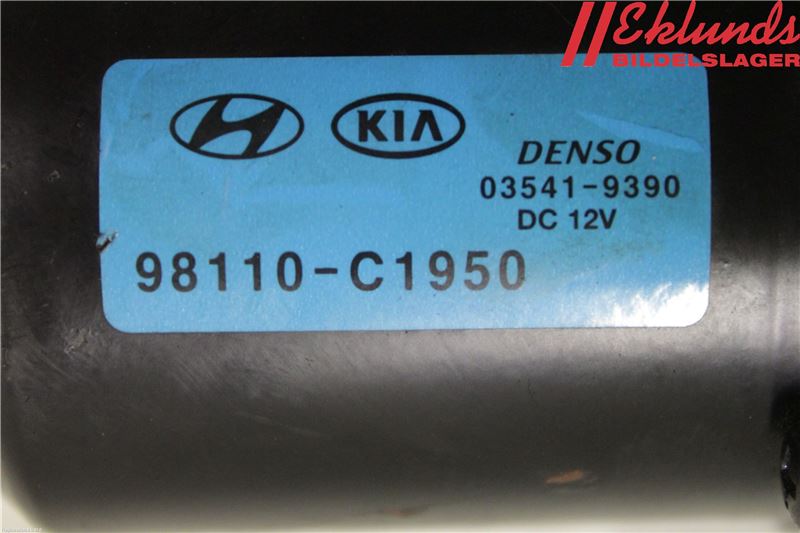 Eklunds
BILDELSLAGER
KIA
DENSO
03541-9390
DC 12V
98110-C1950